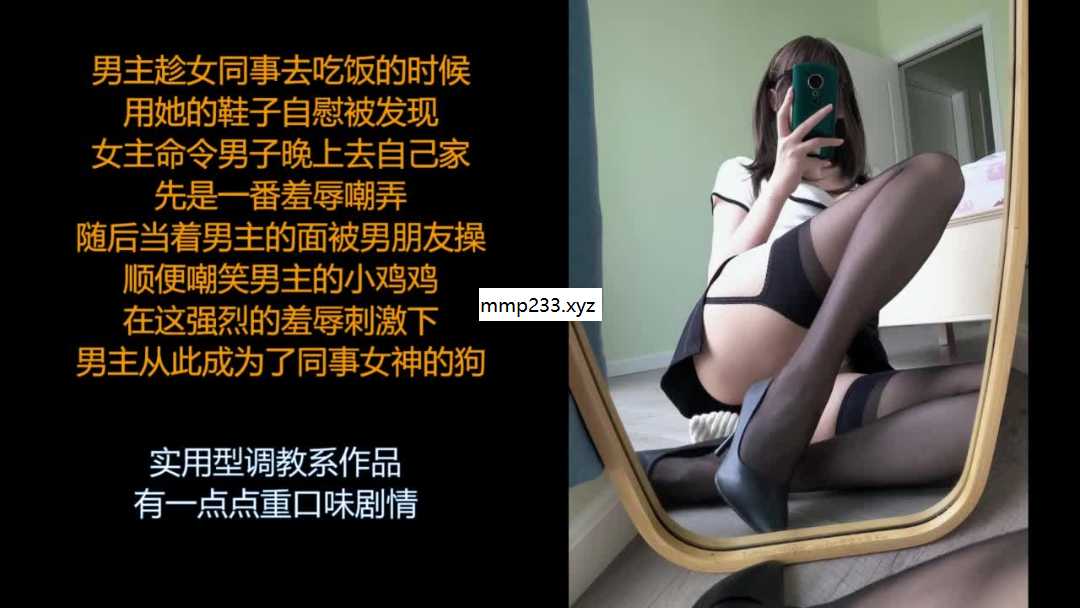 男主趁女同事去吃饭的时候
用她的鞋子自慰被发现
女主命令男子晚上去自己家
先是一番羞辱嘲弄
随后当着男主的面被男朋友操
顺便嘲笑男主的小鸡鸡
在这强烈的羞辱刺激下
男主从此成为了同事女神的狗
实用型调教系作品
有一点点重口味剧情
mmp233.xyz